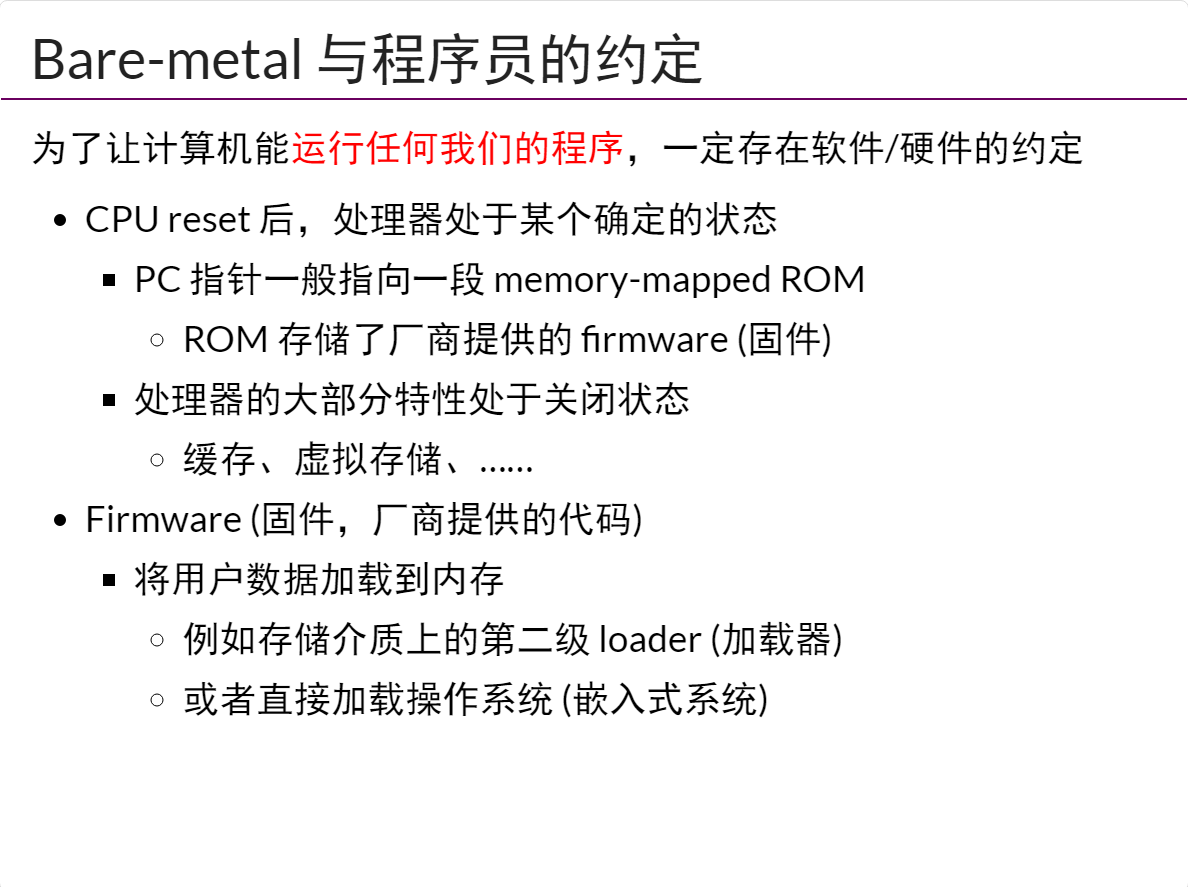 Bare-metal 与程序员的约定
为了让计算机能运行任何我们的程序，一定存在软件/硬件的约定
CPU reset 后，处理器处于某个确定的状态
PC 指针一般指向一段 memory-mapped ROM
ROM 存储了厂商提供的 firmware (固件)
处理器的大部分特性处于关闭状态
缓存、虚拟存储、……
Firmware (固件，厂商提供的代码)
将用户数据加载到内存
例如存储介质上的第二级 loader (加载器)
或者直接加载操作系统 (嵌入式系统)